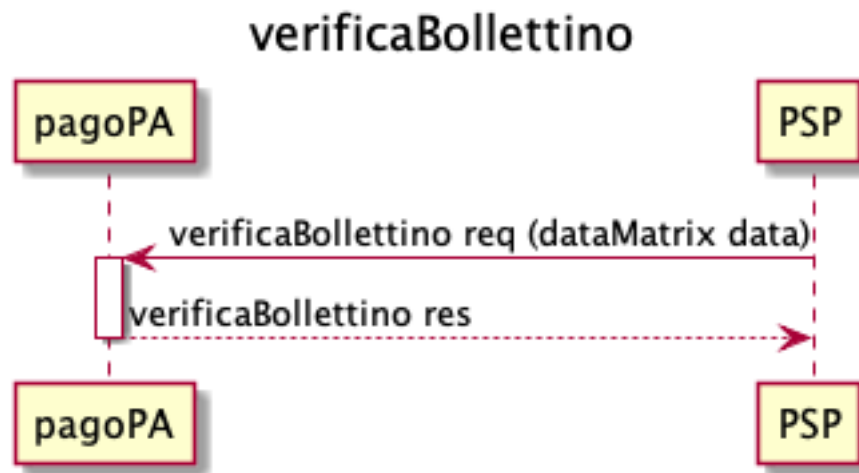 verificaBollettino
pagoPA PSP
verificaBollettino req (dataMatrix data)
verificaBollettino res
pagoPA PSP